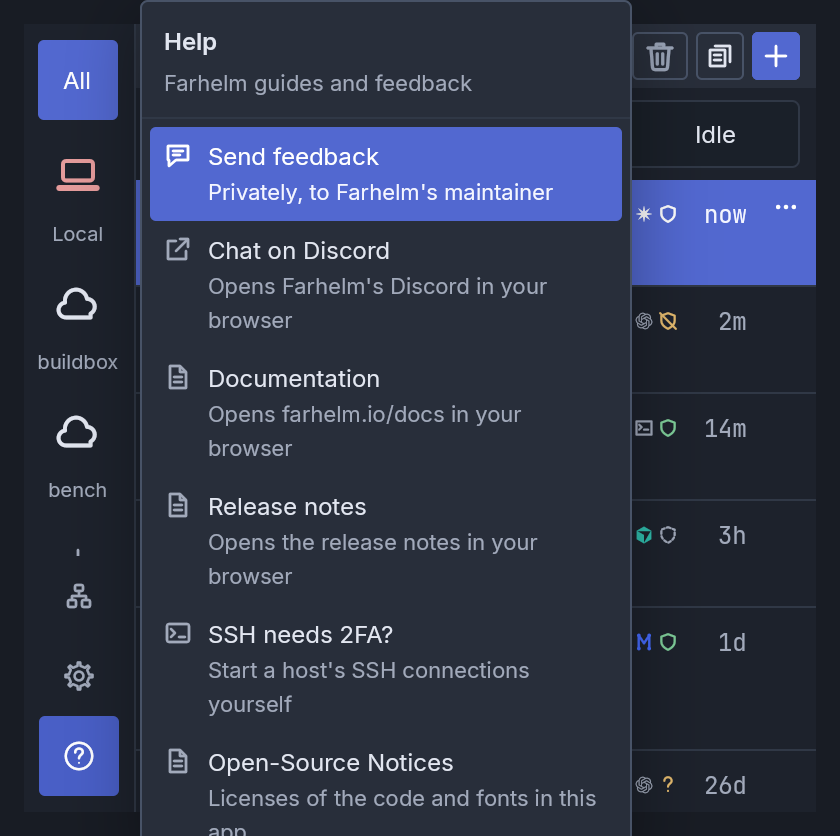 All
Local
buildbox
bench
Help
Farhelm guides and feedback
Send feedback
Privately, to Farhelm's maintainer
Chat on Discord
Opens Farhelm's Discord in your
browser
Documentation
Opens farhelm.io/docs in your
browser
Release notes
Opens the release notes in your
browser
SSH needs 2FA?
Start a host's SSH connections
yourself
Open-Source Notices
Licenses of the code and fonts in this
app
Idle
now
2m
14m
3h
1d
26d